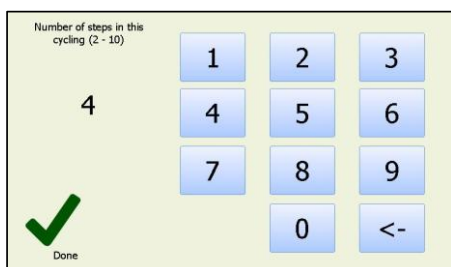 Number of steps in this
cycling (2 - 10)
1 2 3
4
4 5 6
7 8 9
0 <-
Done